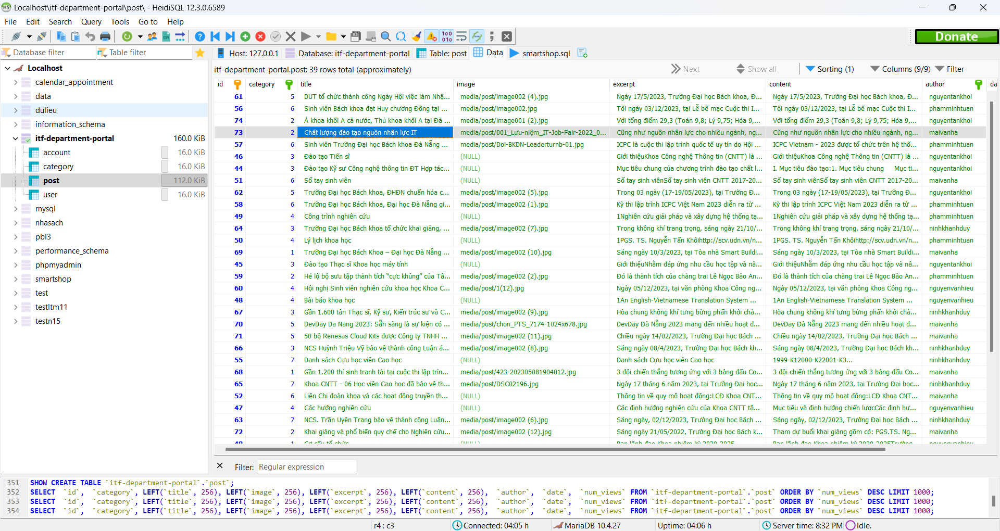 Localhost\itf-department-portal\post\ - HeidiSQL 12.3.0.6589
File Edit Search Query Tools Go to Help
Donate
Database filter Table filter
Host: 127.0.0.1 Database: itf-department-portal Table: post Data smartshop.sql
Localhost
calendar_appointment
data
dulieu
information_schema
itf-department-portal 160.0 KiB
account 16.0 KiB
category 16.0 KiB
post 112.0 KiB
user 16.0 KiB
mysql
nhasach
pbl3
performance_schema
phpmyadmin
smartshop
test
testltm11
testn15
itf-department-portal.post: 39 rows total (approximately) Next Show all Sorting (1) Columns (9/9) Filter
id category title image excerpt content author da
61 5 DUT tổ chức thành công Ngày Hội việc làm Nhậ... media/post/image002 (4).jpg Ngày 17/5/2023, Trường Đại học Bách khoa, Đ... Ngày 17/5/2023, Trường Đại học Bách khoa, Đ... nguyentankhoi
56 6 Sinh viên Bách khoa đạt Huy chương Đồng tại ... media/post/image002.jpg Tối ngày 03/12/2023, tại Lễ bế mạc Cuộc thi I... Tối ngày 03/12/2023, tại Lễ bế mạc Cuộc thi I... phamminhtuan
74 2 Á khoa khối A cả nước, Thủ khoa khối A tại Đà ... media/post/image001 (2).jpg Với tổng điểm 29,3 (Toán 9,8; Lý 9,75; Hóa 9,... Với tổng điểm 29,3 (Toán 9,8; Lý 9,75; Hóa 9,... nguyentankhoi
73 2 Chất lượng đào tạo nguồn nhân lực IT media/post/001_Lưu-niệm_IT-Job-Fair-2022_0... Cũng như nguồn nhân lực cho nhiều ngành, ng... Cũng như nguồn nhân lực cho nhiều ngành, ng... maivanha
57 6 Sinh viên Trường Đại học Bách khoa Đà Nẵng ... media/post/Doi-BKDN-Leaderturnb-01.jpg ICPC là cuộc thi lập trình quốc tế uy tín do Hội ... ICPC Vietnam - 2023 được tổ chức trên hệ thố... phamminhtuan
46 3 Đào tạo Tiến sĩ (NULL) Giới thiệuKhoa Công nghệ Thông tin (CNTT) là ... Giới thiệuKhoa Công nghệ Thông tin (CNTT) là ... nguyentankhoi
44 3 Đào tạo Kỹ sư Công nghệ thông tin ĐT Hợp tác... (NULL) Mục tiêu chung của chương trình đào tạo chất l... I. Mục tiêu đào tạo:1. Mục tiêu chung Mục ti... nguyentankhoi
51 6 Sổ tay sinh viên (NULL) Sổ tay sinh viênSổ tay sinh viên CNTT 2017-20... Sổ tay sinh viênSổ tay sinh viên CNTT 2017-20... maivanha
62 5 Trường Đại học Bách khoa, ĐHĐN chuẩn hóa c... media/post/image002 (5).jpg Trong 03 ngày (17-19/05/2023), tại Trường Đ... Trong 03 ngày (17-19/05/2023), tại Trường Đ... nguyentankhoi
58 6 Trường Đại học Bách khoa, Đại học Đà Nẵng gi... media/post/image002 (1).jpg Kỳ thi lập trình ICPC Việt Nam 2023 diễn ra từ ... Kỳ thi lập trình ICPC Việt Nam 2023 diễn ra từ ... phamminhtuan
49 4 Công trình nghiên cứu (NULL) 1Nghiên cứu giải pháp và xây dựng hệ thống tạ... 1Nghiên cứu giải pháp và xây dựng hệ thống tạ... phamminhtuan
64 3 Trường Đại học Bách khoa tổ chức khai giảng, ... media/post/image002 (7).jpg Trong không khí trang trọng, sáng ngày 21/10/... Trong không khí trang trọng, sáng ngày 21/10/... ninhkhanhduy
50 4 Lý lịch khoa học (NULL) 1PGS. TS. Nguyễn Tấn Khôihttp://scv.udn.vn/n... 1PGS. TS. Nguyễn Tấn Khôihttp://scv.udn.vn/n... phamminhtuan
69 1 Trường Đại học Bách Khoa – Đại học Đà Nẵng ... media/post/image002 (10).jpg Sáng ngày 10/3/2023, tại Tòa nhà Smart Buildi... Sáng ngày 10/3/2023, tại Tòa nhà Smart Buildi... maivanha
45 3 Đào tạo Thạc sĩ Khoa học máy tính (NULL) Giới thiệuNhằm đáp ứng nhu cầu học tập và nâ... Giới thiệuNhằm đáp ứng nhu cầu học tập và nâ... nguyentankhoi
59 2 Hé lộ bộ sưu tập thành tích “cực khủng” của Tâ... media/post/image002 (2).jpg Đó là thành tích của chàng trai Lê Ngọc Bảo An... Đó là thành tích của chàng trai Lê Ngọc Bảo An... phamminhtuan
60 4 Hội nghị Sinh viên nghiên cứu khoa học Khoa C... media/post/1(12).jpg Ngày 05/12/2023, tại văn phòng Khoa Công ng... Ngày 05/12/2023, tại văn phòng Khoa Công ng... nguyenvanhieu
48 4 Bài báo khoa học (NULL) 1An English-Vietnamese Translation System ... 1An English-Vietnamese Translation System ... nguyenvanhieu
67 3 Gần 1.600 tân Thạc sĩ, Kỹ sư, Kiến trúc sư và C... media/post/image002 (9).jpg Hòa chung không khí tưng bừng phấn khởi chà... Hòa chung không khí tưng bừng phấn khởi chà... ninhkhanhduy
70 5 DevDay Da Nang 2023: Sẵn sàng là sự kiện có ... media/post/chon_PTS_7174-1024x678.jpg DevDay Đà Nẵng 2023 mang đến nhiều hoạt đ... DevDay Đà Nẵng 2023 mang đến nhiều hoạt đ... maivanha
71 5 50 bộ Renesas Cloud Kits được Công ty TNHH ... media/post/image002 (11).jpg Chiều ngày 14/02/2023, Trường Đại học Bách ... Chiều ngày 14/02/2023, Trường Đại học Bách ... maivanha
66 3 NCS Huỳnh Triệu Vỹ bảo vệ thành công Luận á... media/post/image002 (8).jpg Sáng ngày 08/4/2023, Trường Đại học Bách kh... Sáng ngày 08/4/2023, Trường Đại học Bách kh... ninhkhanhduy
55 7 Danh sách Cựu học viên Cao học (NULL) Danh sách Cựu học viên Cao học 1999-K12000-K22001-K3... ninhkhanhduy
68 1 Gần 1.200 thí sinh tranh tài tại cuộc thi lập trìn... media/post/423-202305081904012.jpg 3 đội chiến thắng tương ứng với 3 bảng đấu Co... 3 đội chiến thắng tương ứng với 3 bảng đấu Co... maivanha
65 7 Khoa CNTT - 06 Học viên Cao học đã bảo vệ th... media/post/DSC02196.jpg Ngày 17 tháng 6 năm 2023, tại Trường Đại học... Ngày 17 tháng 6 năm 2023, tại Trường Đại học... ninhkhanhduy
52 6 Liên Chi đoàn khoa và các hoạt động truyền th... (NULL) Thông tin về quy mô hoạt động:LCĐ Khoa CNT... Thông tin về quy mô hoạt động:LCĐ Khoa CNT... maivanha
47 4 Các hướng nghiên cứu (NULL) Các định hướng nghiên cứu của Khoa CNTT tậ... Mục tiêu và định hướng chiến lượcCác định hư... nguyenvanhieu
63 7 NCS. Trần Uyên Trang bảo vệ thành công Luận... media/post/image002 (6).jpg Sáng ngày, 02/12/2023, Trường Đại học Bách ... Sáng ngày, 02/12/2023, Trường Đại học Bách ... ninhkhanhduy
72 2 Khai giảng và phổ biến quy chế cho Nghiên cứu... media/post/image002 (12).jpg Sáng ngày 21/05/2022, Trường Đại học Bách k... Tham dự buổi khai giảng gồm có: PGS.TS. Ng... maivanha
Filter: Regular expression
351 SHOW CREATE TABLE `itf-department-portal`.`post`;
352 SELECT `id`, `category`, LEFT(`title`, 256), LEFT(`image`, 256), LEFT(`excerpt`, 256), LEFT(`content`, 256), `author`, `date`, `num_views` FROM `itf-department-portal`.`post` ORDER BY `num_views` DESC LIMIT 1000;
353 SELECT `id`, `category`, LEFT(`title`, 256), LEFT(`image`, 256), LEFT(`excerpt`, 256), LEFT(`content`, 256), `author`, `date`, `num_views` FROM `itf-department-portal`.`post` ORDER BY `num_views` DESC LIMIT 1000;
354 SELECT `id`, `category`, LEFT(`title`, 256), LEFT(`image`, 256), LEFT(`excerpt`, 256), LEFT(`content`, 256), `author`, `date`, `num_views` FROM `itf-department-portal`.`post` ORDER BY `num_views` DESC LIMIT 1000;
r4 : c3 Connected: 04:05 h MariaDB 10.4.27 Uptime: 04:06 h Server time: 8:32 PM Idle.